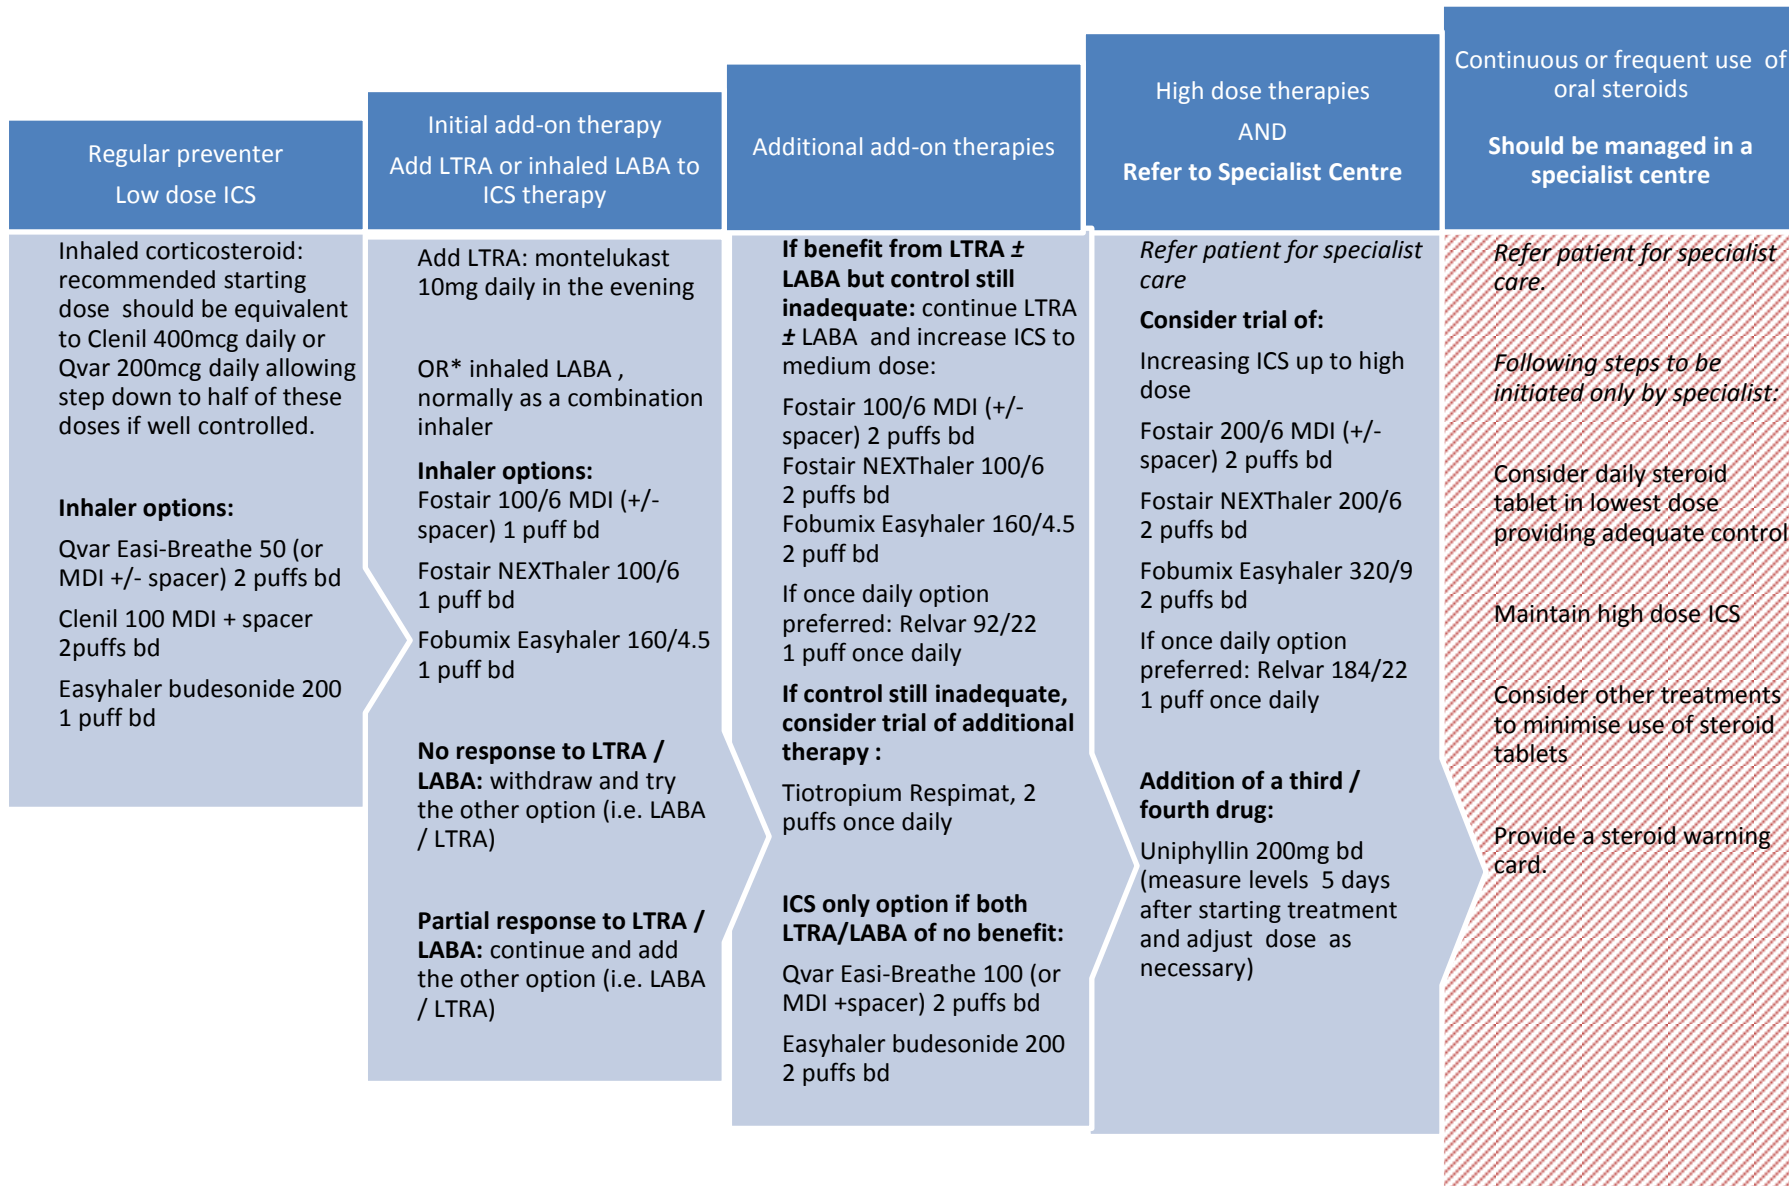 Regular preventer
Low dose ICS
Inhaled corticosteroid:
recommended starting
dose  should be equivalent
to Clenil 400mcg daily or
Qvar 200mcg daily allowing
step down to half of these
doses if well controlled.
Inhaler options:
Qvar Easi-Breathe 50 (or
MDI +/- spacer) 2 puffs bd
Clenil 100 MDI + spacer
2puffs bd
Easyhaler budesonide 200
1 puff bd
Initial add-on therapy
Add LTRA or inhaled LABA to
ICS therapy
Add LTRA: montelukast
10mg daily in the evening
OR* inhaled LABA ,
normally as a combination
inhaler
Inhaler options:
Fostair 100/6 MDI (+/-
spacer) 1 puff bd
Fostair NEXThaler 100/6
1 puff bd
Fobumix Easyhaler 160/4.5
1 puff bd
No response to LTRA /
LABA: withdraw and try
the other option (i.e. LABA
/ LTRA)
Partial response to LTRA /
LABA: continue and add
the other option (i.e. LABA
/ LTRA)
Additional add-on therapies
If benefit from LTRA ±
LABA but control still
inadequate: continue LTRA
± LABA  and increase ICS to
medium dose:
Fostair 100/6 MDI (+/-
spacer) 2 puffs bd
Fostair NEXThaler 100/6
2 puffs bd
Fobumix Easyhaler 160/4.5
2 puff bd
If once daily option
preferred: Relvar 92/22
1 puff once daily
If control still inadequate,
consider trial of additional
therapy :
Tiotropium Respimat, 2
puffs once daily
ICS only option if both
LTRA/LABA of no benefit:
Qvar Easi-Breathe 100 (or
MDI +spacer) 2 puffs bd
Easyhaler budesonide 200
2 puffs bd
High dose therapies
AND
Refer to Specialist Centre
Refer patient for specialist
care
Consider trial of:
Increasing ICS up to high
dose
Fostair 200/6 MDI (+/-
spacer) 2 puffs bd
Fostair NEXThaler 200/6
2 puffs bd
Fobumix Easyhaler 320/9
2 puffs bd
If once daily option
preferred: Relvar 184/22
1 puff once daily
Addition of a third /
fourth drug:
Uniphyllin 200mg bd
(measure levels  5 days
after starting treatment
and adjust  dose  as
necessary)
Continuous or frequent use  of
oral steroids
Should be managed in a
specialist centre
Refer patient for specialist
care.
Following steps to be
initiated only by specialist:
Consider daily steroid
tablet in lowest dose
providing adequate control
Maintain high dose ICS
Consider other treatments
to minimise use of steroid
tablets
Provide a steroid warning
card.